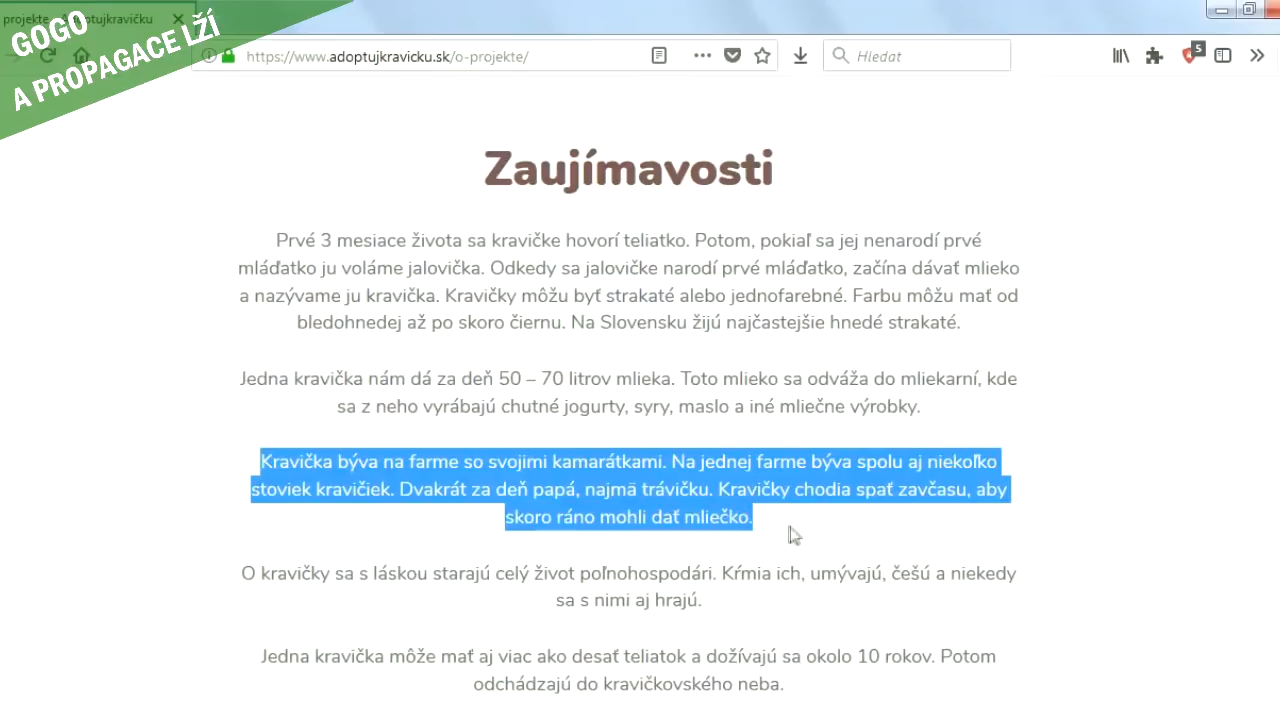 projekte
ptujkravičku
GOGO
A PROPAGACE LŽÍ
https://www.adoptujkravicku.sk/o-projekte/
Hledat
5
Zaujímavosti
Prvé 3 mesiace života sa kravičke hovorí teliatko. Potom, pokiaľ sa jej nenarodí prvé
mláďatko ju voláme jalovička. Odkedy sa jalovičke narodí prvé mláďatko, začína dávať mlieko
a nazývame ju kravička. Kravičky môžu byť strakaté alebo jednofarebné. Farbu môžu mať od
bledohnedej až po skoro čiernu. Na Slovensku žijú najčastejšie hnedé strakaté.
Jedna kravička nám dá za deň 50 – 70 litrov mlieka. Toto mlieko sa odváža do mliekarní, kde
sa z neho vyrábajú chutné jogurty, syry, maslo a iné mliečne výrobky.
Kravička býva na farme so svojimi kamarátkami. Na jednej farme býva spolu aj niekoľko
stoviek kravičiek. Dvakrát za deň papá, najmä trávičku. Kravičky chodia spať zavčasu, aby
skoro ráno mohli dať mliečko.
O kravičky sa s láskou starajú celý život poľnohospodári. Kŕmia ich, umývajú, češú a niekedy
sa s nimi aj hrajú.
Jedna kravička môže mať aj viac ako desať teliatok a dožívajú sa okolo 10 rokov. Potom
odchádzajú do kravičkovského neba.